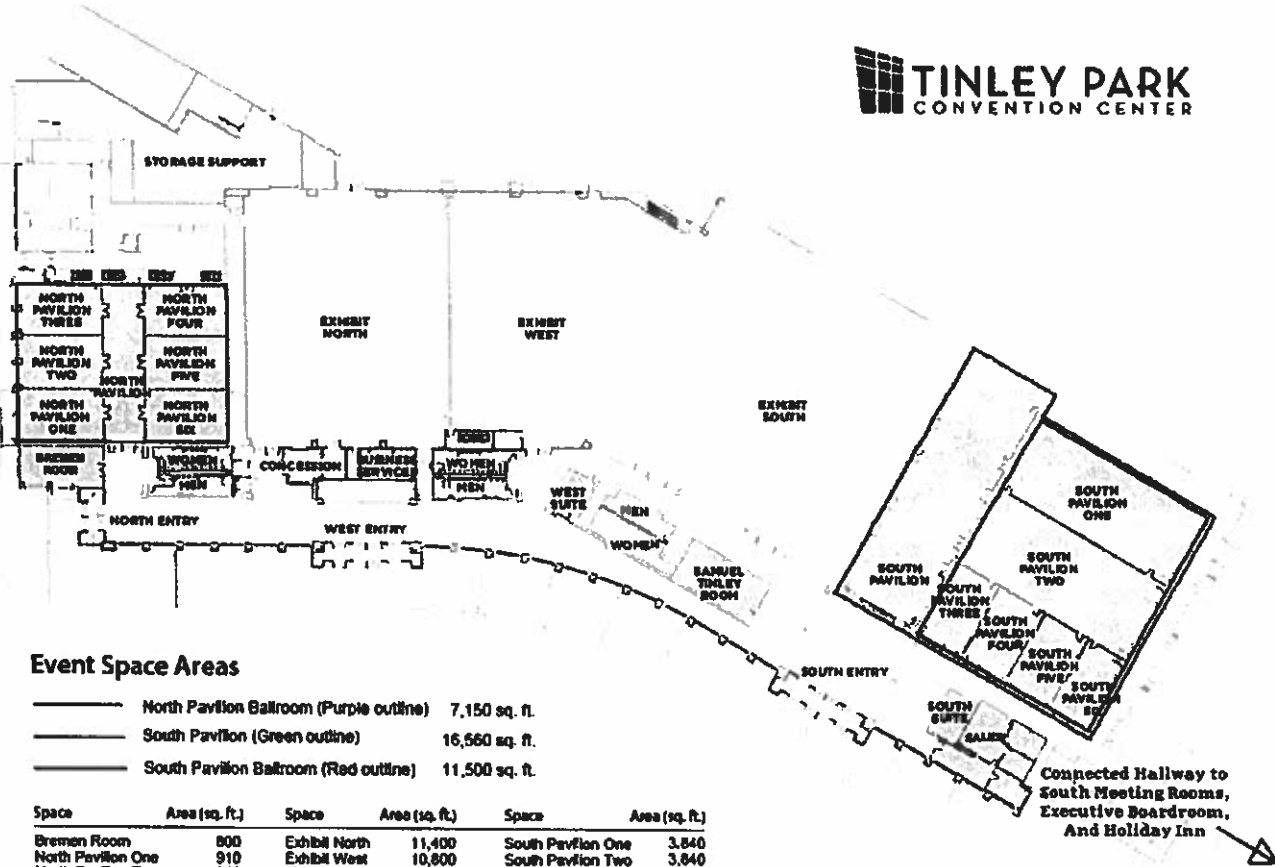 TINLEY PARK
CONVENTION CENTER
STORAGE SUPPORT
NORTH
PAVILION
THREE
NORTH
PAVILION
FOUR
NORTH
PAVILION
TWO
NORTH
PAVILION
FIVE
NORTH
PAVILION
NORTH
PAVILION
ONE
NORTH
PAVILION
SIX
BREMEN
ROOM
WOMEN
MEN
EXHIBIT
NORTH
EXHIBIT
WEST
EXHIBIT
SOUTH
CONCESSION
BUSINESS
SERVICES
WOMEN
MEN
NORTH ENTRY
WEST ENTRY
WEST
SUITE
MEN
WOMEN
SAMUEL
TINLEY
ROOM
SOUTH
PAVILION
SOUTH
PAVILION
ONE
SOUTH
PAVILION
TWO
SOUTH
PAVILION
THREE
SOUTH
PAVILION
FOUR
SOUTH
PAVILION
FIVE
SOUTH
PAVILION
SIX
SOUTH ENTRY
SOUTH
SUITE
SALES
Connected Hallway to
South Meeting Rooms,
Executive Boardroom,
And Holiday Inn
Event Space Areas
North Pavilion Ballroom (Purple outline) 7,150 sq. ft.
South Pavilion (Green outline) 16,560 sq. ft.
South Pavilion Ballroom (Red outline) 11,500 sq. ft.
Space Area (sq. ft.) Space Area (sq. ft.) Space Area (sq. ft.)
Bremen Room 800 Exhibit North 11,400 South Pavilion One 3,840
North Pavilion One 910 Exhibit West 10,800 South Pavilion Two 3,840